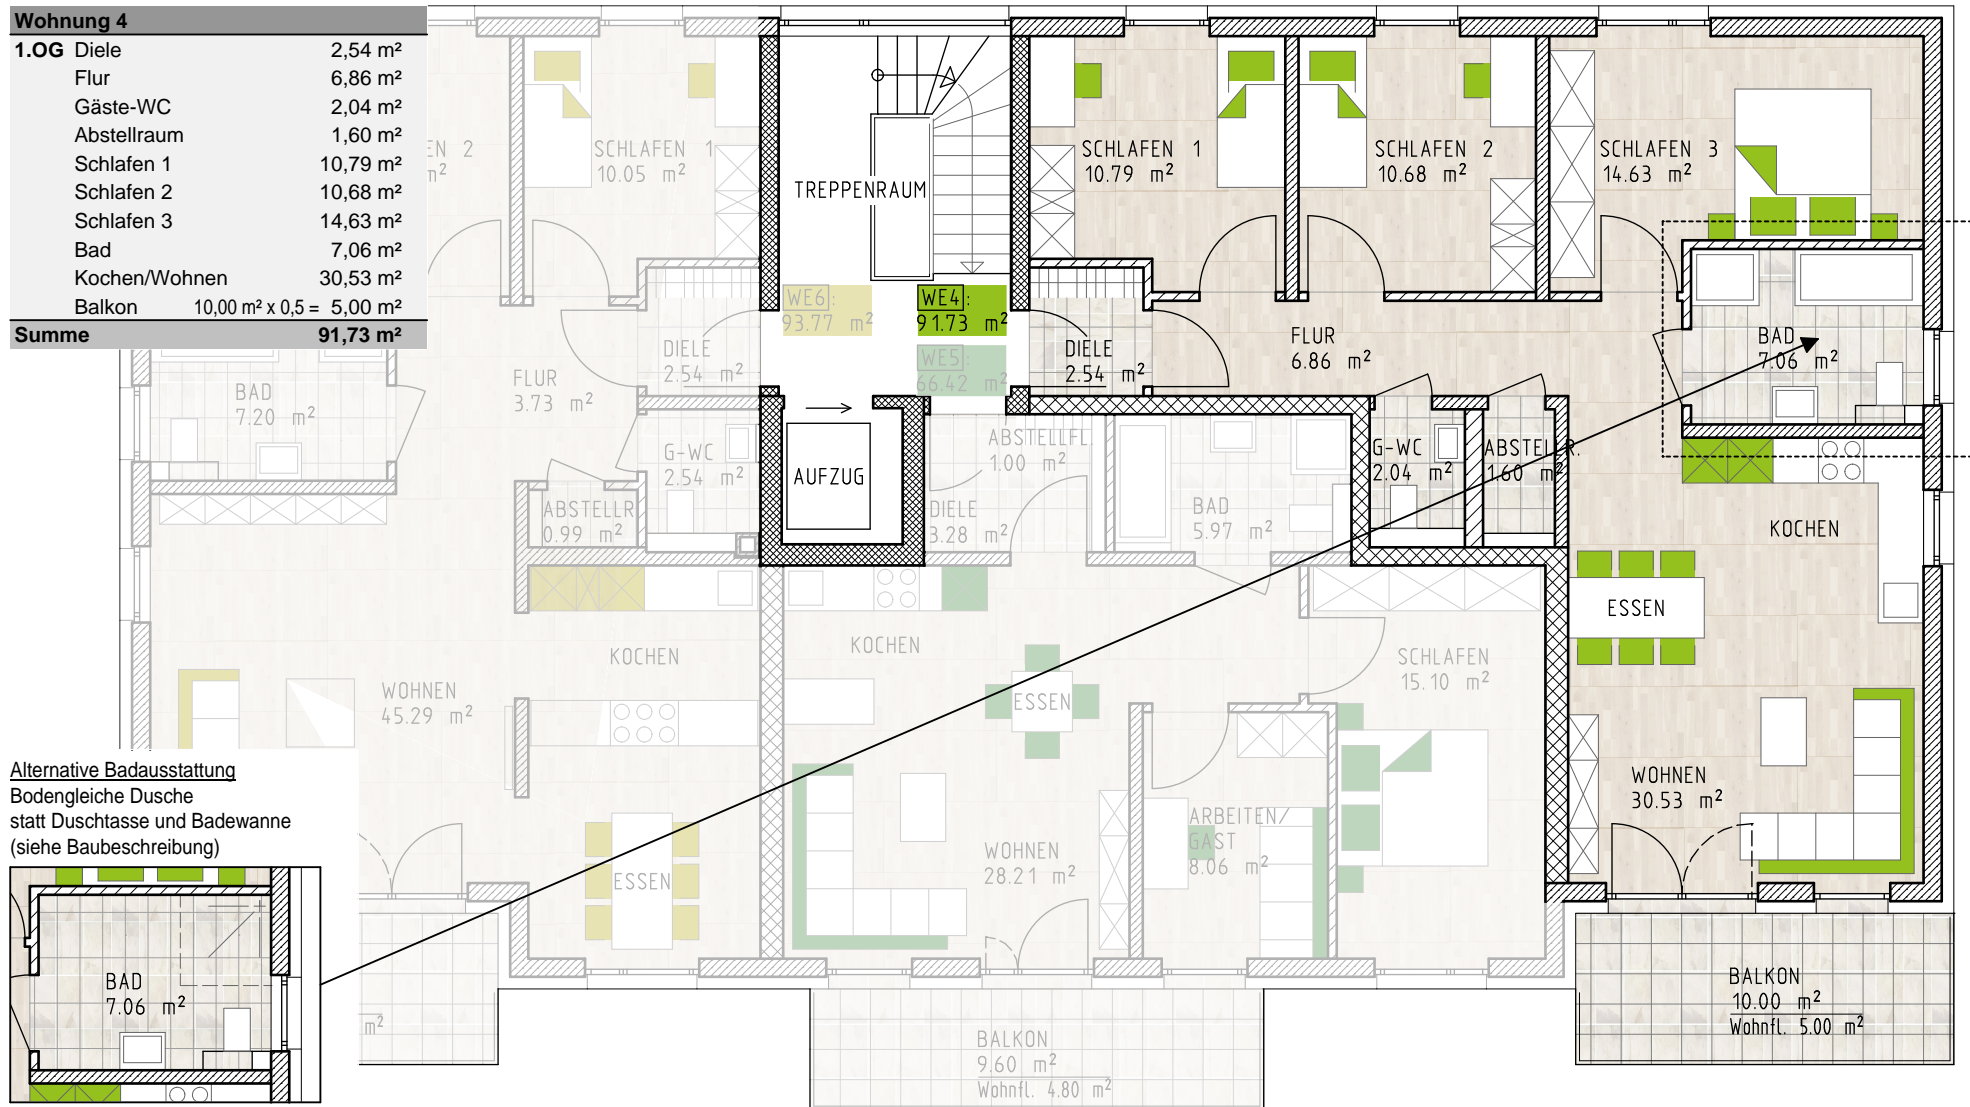 Wohnung 4
1.OG Diele 2,54 m²
Flur 6,86 m²
Gäste-WC 2,04 m²
Abstellraum 1,60 m²
Schlafen 1 10,79 m²
Schlafen 2 10,68 m²
Schlafen 3 14,63 m²
Bad 7,06 m²
Kochen/Wohnen 30,53 m²
Balkon 10,00 m² x 0,5 = 5,00 m²
Summe 91,73 m²
EN 2
m²
SCHLAFEN 1
10.05 m²
TREPPENRAUM
SCHLAFEN 1
10.79 m²
SCHLAFEN 2
10.68 m²
SCHLAFEN 3
14.63 m²
WE6:
93.77 m²
WE4:
91.73 m²
WE5:
66.42 m²
DIELE
2.54 m²
DIELE
2.54 m²
FLUR
6.86 m²
BAD
7.06 m²
BAD
7.20 m²
FLUR
3.73 m²
G-WC
2.54 m²
ABSTELLR.
0.99 m²
AUFZUG
ABSTELLFL.
1.00 m²
DIELE
3.28 m²
BAD
5.97 m²
G-WC
2.04 m²
ABSTELLR.
1.60 m²
KOCHEN
ESSEN
WOHNEN
30.53 m²
KOCHEN
WOHNEN
45.29 m²
ESSEN
KOCHEN
ESSEN
WOHNEN
28.21 m²
SCHLAFEN
15.10 m²
ARBEITEN/
GAST
8.06 m²
Alternative Badausstattung
Bodengleiche Dusche
statt Duschtasse und Badewanne
(siehe Baubeschreibung)
BAD
7.06 m²
m²
BALKON
9.60 m²
Wohnfl. 4.80 m²
BALKON
10.00 m²
Wohnfl. 5.00 m²